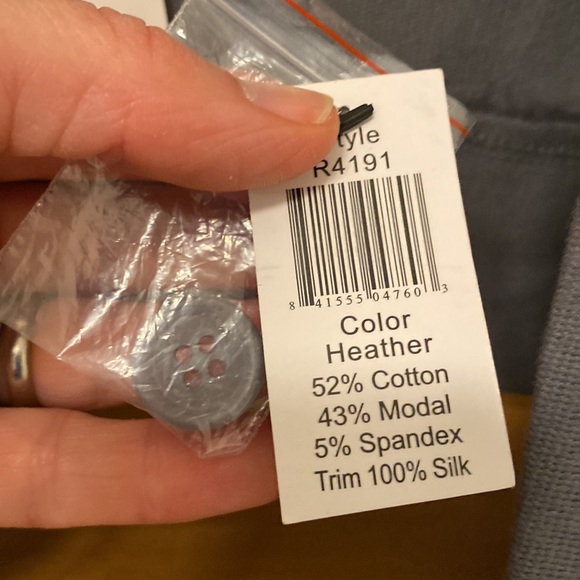 tyle
R4191
8 41555 04760 3
Color
Heather
52% Cotton
43% Modal
5% Spandex
Trim 100% Silk